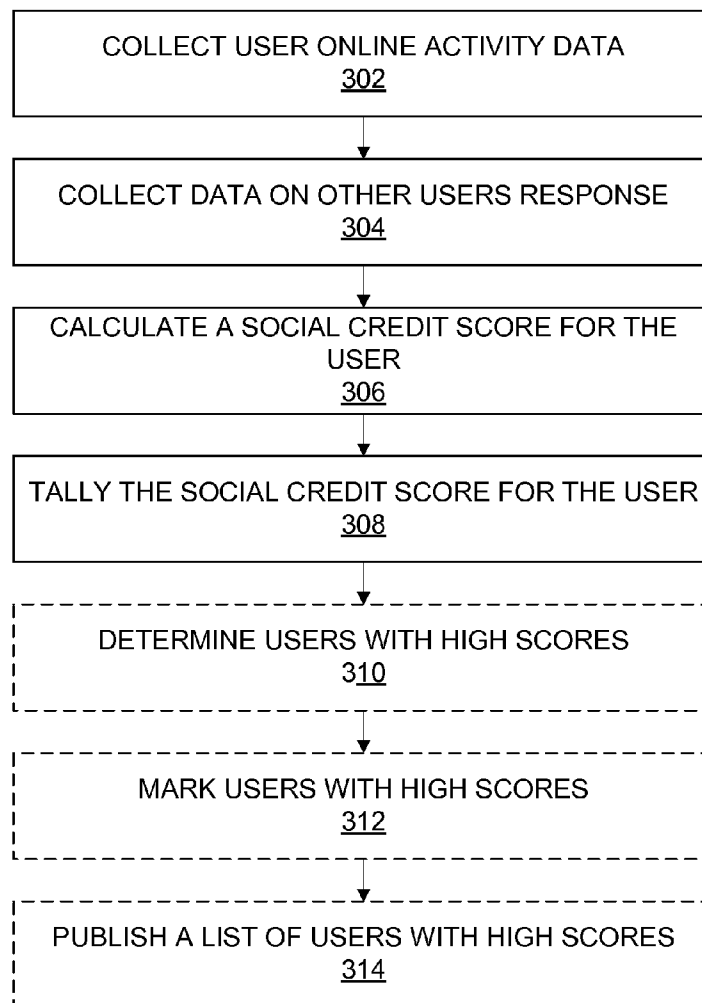 COLLECT USER ONLINE ACTIVITY DATA
302
COLLECT DATA ON OTHER USERS RESPONSE
304
CALCULATE A SOCIAL CREDIT SCORE FOR THE
USER
306
TALLY THE SOCIAL CREDIT SCORE FOR THE USER
308
DETERMINE USERS WITH HIGH SCORES
310
MARK USERS WITH HIGH SCORES
312
PUBLISH A LIST OF USERS WITH HIGH SCORES
314